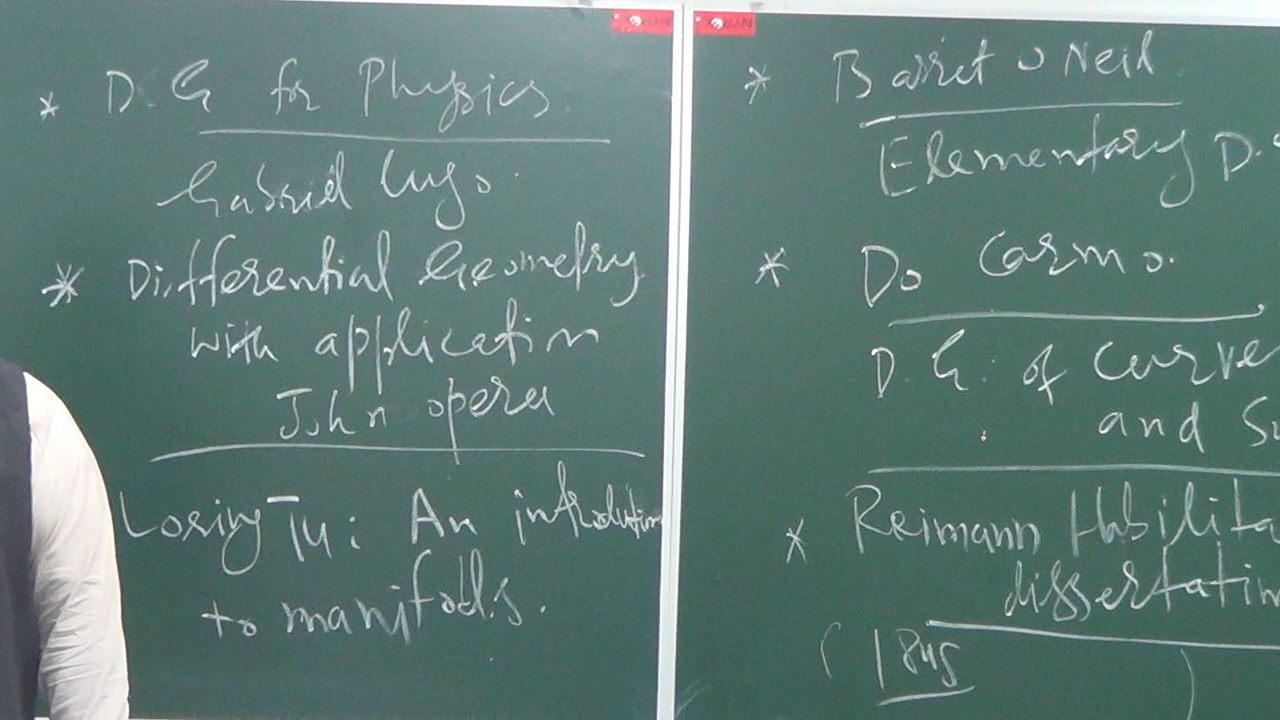 * D.G for Physics
Gabriel Lugo.
* Differential Geometry
with application
John opera
Loring Tu: An introduction
to manifolds.
* Barret O Neil
Elementary D.
* Do Carmo.
D.G. of curve
and Su
* Reimann Habilita
dissertation
(1845 )